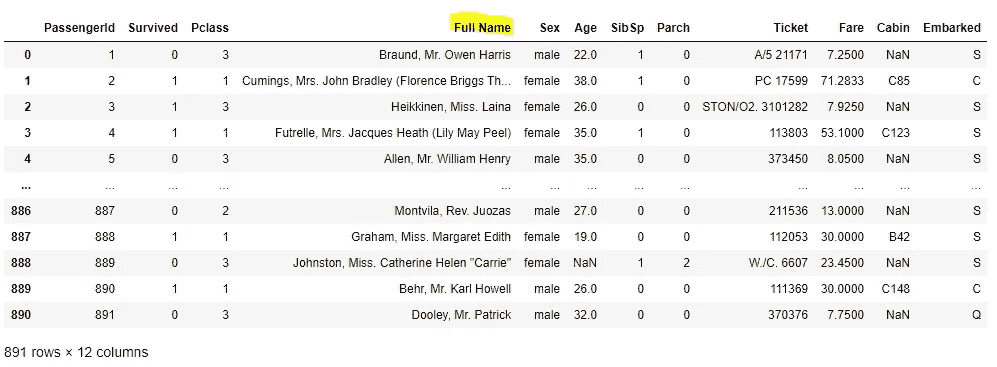 PassengerId Survived Pclass Full Name Sex Age SibSp Parch Ticket Fare Cabin Embarked
0 1 0 3 Braund, Mr. Owen Harris male 22.0 1 0 A/5 21171 7.2500 NaN S
1 2 1 1 Cumings, Mrs. John Bradley (Florence Briggs Th... female 38.0 1 0 PC 17599 71.2833 C85 C
2 3 1 3 Heikkinen, Miss. Laina female 26.0 0 0 STON/O2. 3101282 7.9250 NaN S
3 4 1 1 Futrelle, Mrs. Jacques Heath (Lily May Peel) female 35.0 1 0 113803 53.1000 C123 S
4 5 0 3 Allen, Mr. William Henry male 35.0 0 0 373450 8.0500 NaN S
... ... ... ... ... ... ... ... ... ... ... ... ...
886 887 0 2 Montvila, Rev. Juozas male 27.0 0 0 211536 13.0000 NaN S
887 888 1 1 Graham, Miss. Margaret Edith female 19.0 0 0 112053 30.0000 B42 S
888 889 0 3 Johnston, Miss. Catherine Helen "Carrie" female NaN 1 2 W./C. 6607 23.4500 NaN S
889 890 1 1 Behr, Mr. Karl Howell male 26.0 0 0 111369 30.0000 C148 C
890 891 0 3 Dooley, Mr. Patrick male 32.0 0 0 370376 7.7500 NaN Q
891 rows × 12 columns